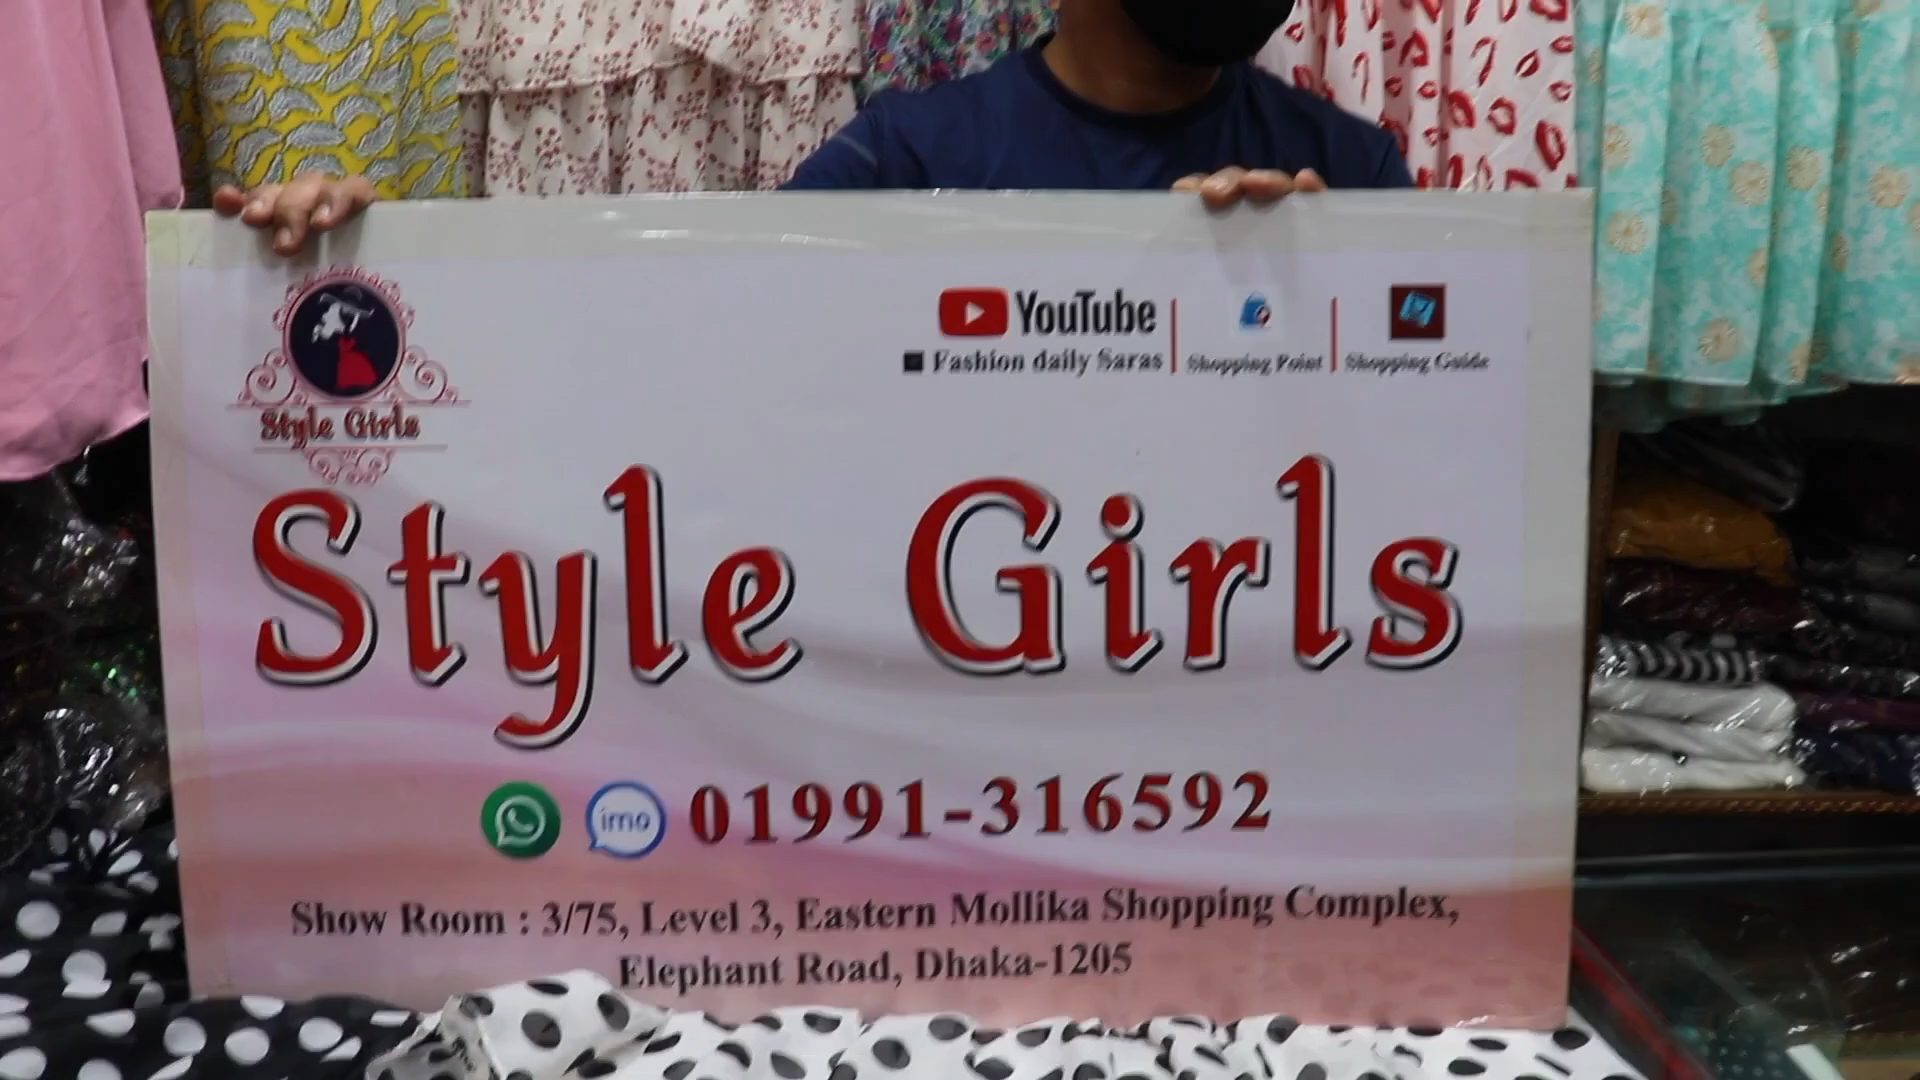 YouTube
Fashion daily Saras
Shopping Point
Shopping Guide
Style Girls
Style Girls
imo
01991-316592
Show Room : 3/75, Level 3, Eastern Mollika Shopping Complex,
Elephant Road, Dhaka-1205